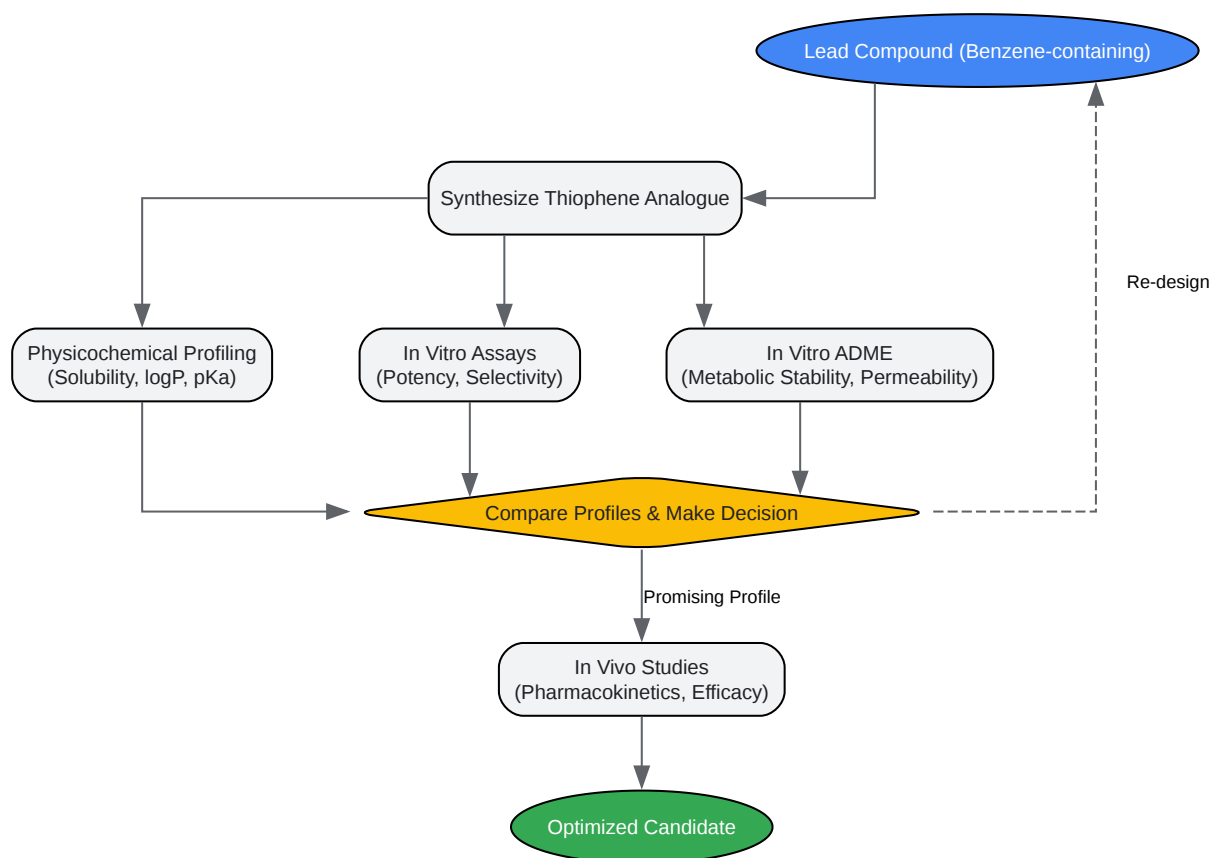 Lead Compound (Benzene-containing)
Synthesize Thiophene Analogue
Re-design
Physicochemical Profiling
(Solubility, logP, pKa)
In Vitro Assays
(Potency, Selectivity)
In Vitro ADME
(Metabolic Stability, Permeability)
Compare Profiles & Make Decision
Promising Profile
In Vivo Studies
(Pharmacokinetics, Efficacy)
Optimized Candidate